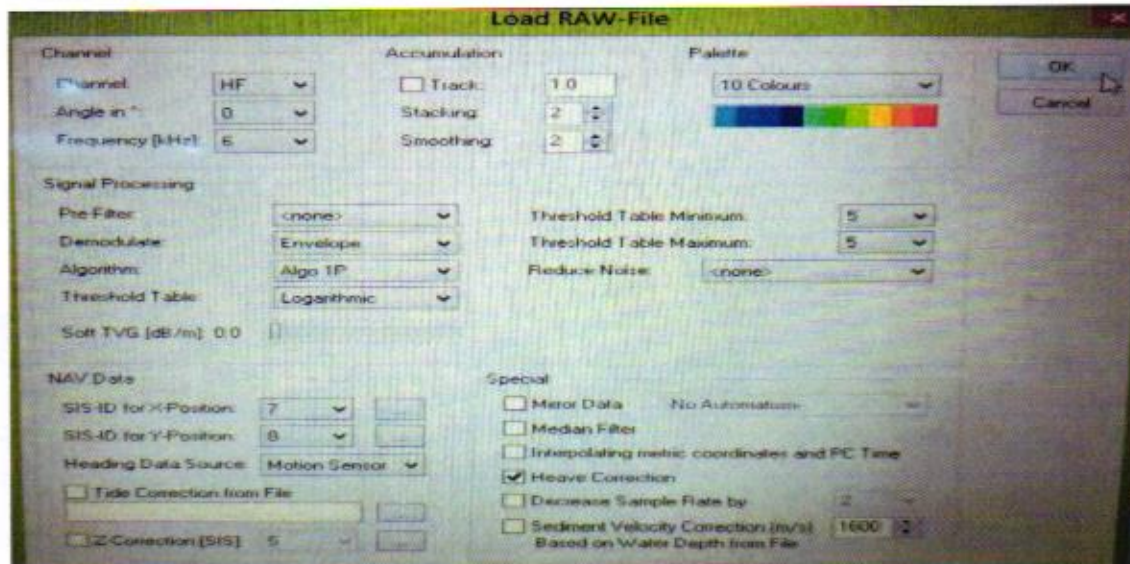 Load RAW-File
Channel
Channel: HF
Angle in °: 0
Frequency [kHz]: 6
Accumulation
Track: 1.0
Stacking: 2
Smoothing: 2
Palette
10 Colours
OK
Cancel
Signal Processing
Pre Filter: <none>
Demodulate: Envelope
Algorithm: Algo 1P
Threshold Table: Logarithmic
Soft TVG [dB/m]: 0.0
Threshold Table Minimum: 5
Threshold Table Maximum: 5
Reduce Noise: <none>
NAV Data
SIS-ID for X-Position: 7
SIS-ID for Y-Position: 8
Heading Data Source: Motion Sensor
Tide Correction from File
...
Z-Correction [SIS] 5
Special
Mirror Data No Automatism
Median Filter
Interpolating metric coordinates and PC Time
Heave Correction
Decrease Sample Rate by 2
Sediment Velocity Correction [m/s] 1600
Based on Water Depth from File